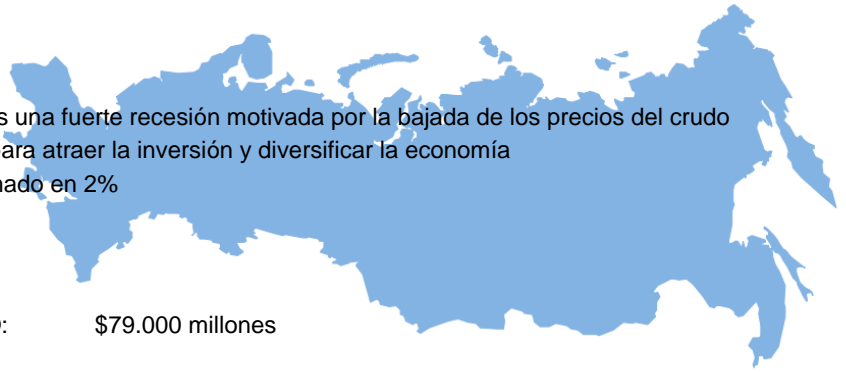 s una fuerte recesión motivada por la bajada de los precios del crudo
para atraer la inversión y diversificar la economía
nado en 2%
: $79.000 millones